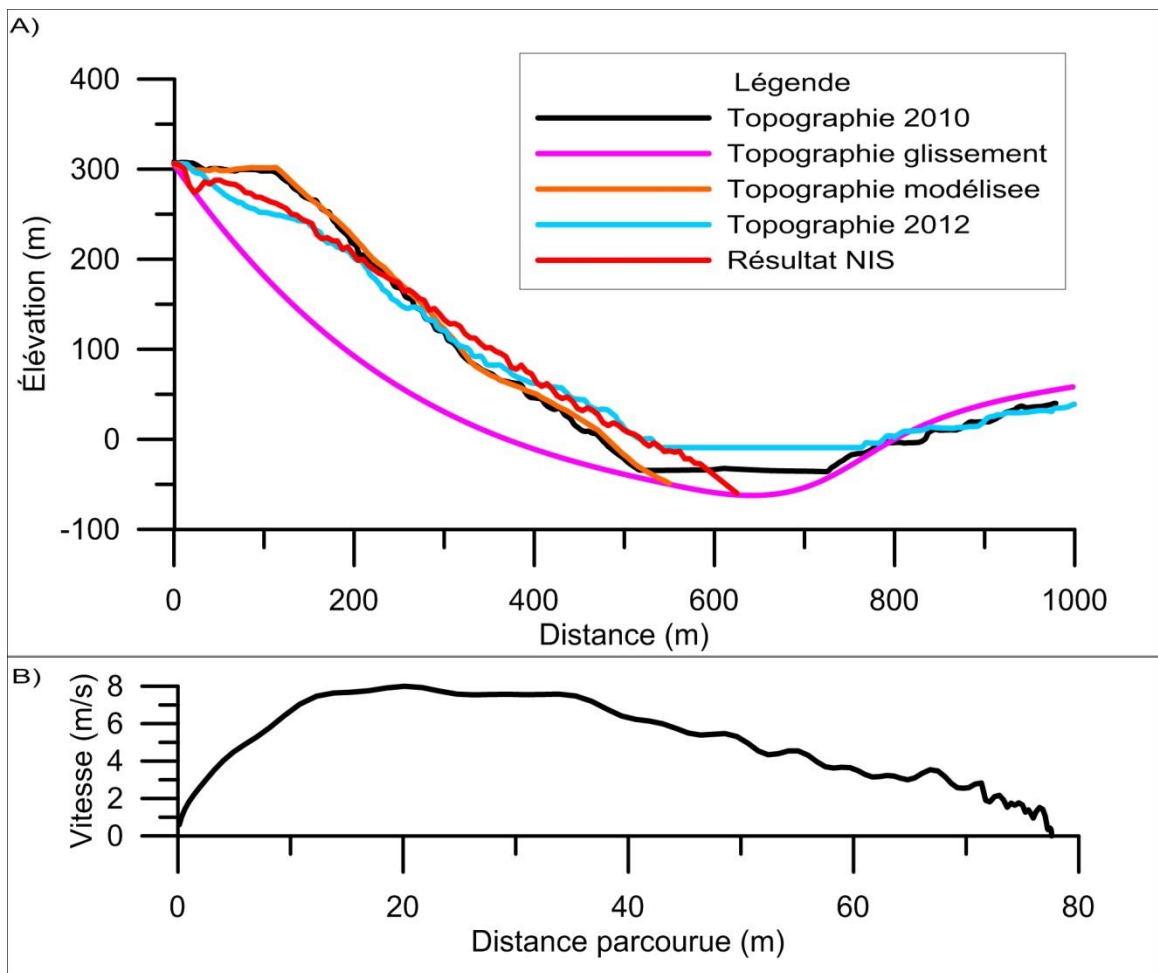 A)
Légende
Topographie 2010
Topographie glissement
Topographie modélisee
Topographie 2012
Résultat NIS
Élévation (m)
400
300
200
100
0
-100
0 200 400 600 800 1000
Distance (m)
B)
Vitesse (m/s)
8
6
4
2
0
0 20 40 60 80
Distance parcourue (m)